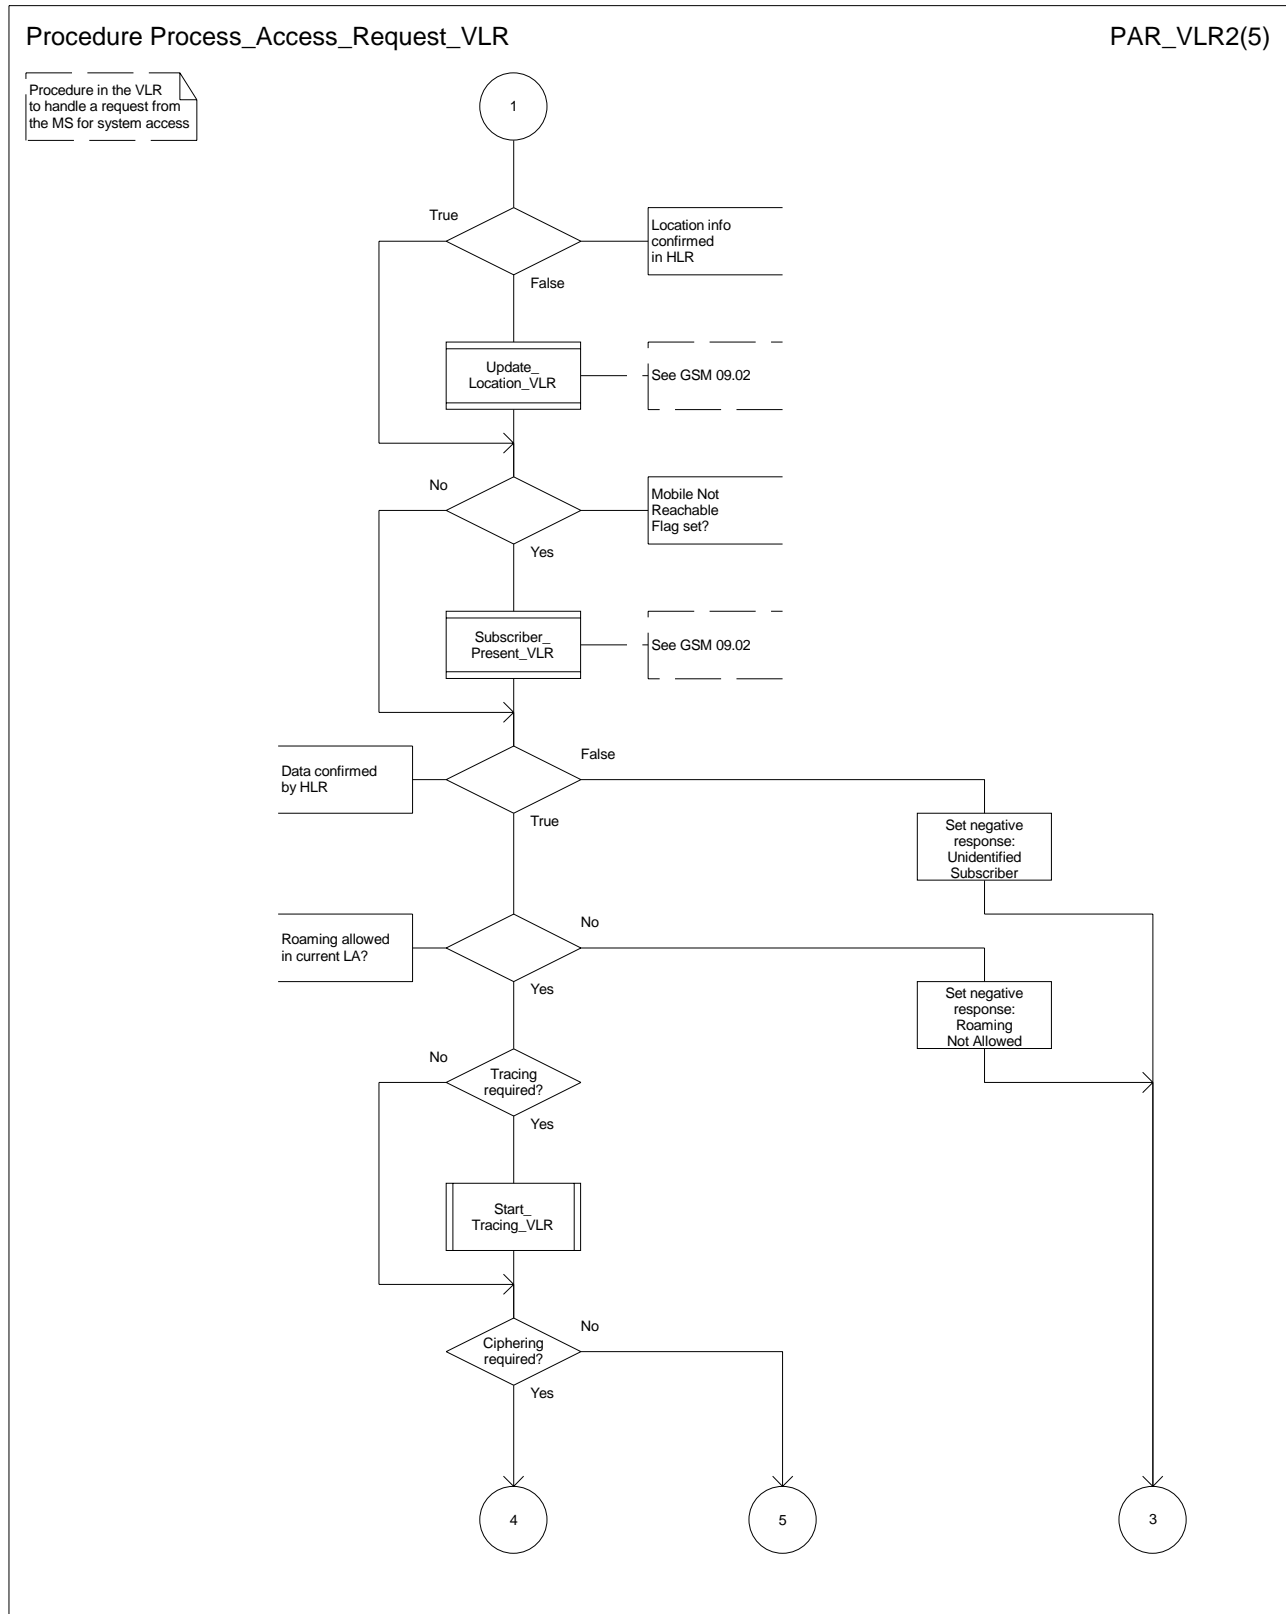 Procedure Process_Access_Request_VLR
PAR_VLR2(5)
Procedure in the VLR
to handle a request from
the MS for system access
1
True
Location info
confirmed
in HLR
False
Update_
Location_VLR
See GSM 09.02
No
Mobile Not
Reachable
Flag set?
Yes
Subscriber_
Present_VLR
See GSM 09.02
Data confirmed
by HLR
False
True
Set negative
response:
Unidentified
Subscriber
Roaming allowed
in current LA?
No
Yes
Set negative
response:
Roaming
Not Allowed
No
Tracing
required?
Yes
Start_
Tracing_VLR
Ciphering
required?
No
Yes
4
5
3